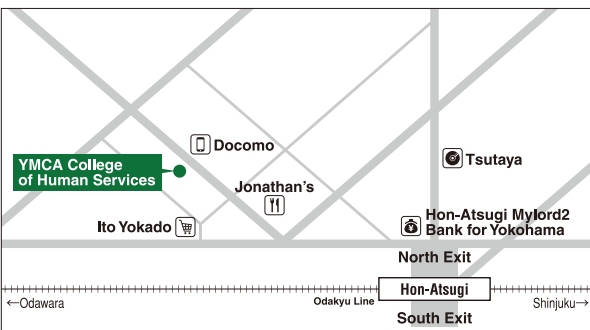 Docomo
YMCA College
of Human Services
Tsutaya
Jonathan's
Ito Yokado
Hon-Atsugi Mylord2
Bank for Yokohama
North Exit
Hon-Atsugi
←Odawara
Odakyu Line
Shinjuku→
South Exit